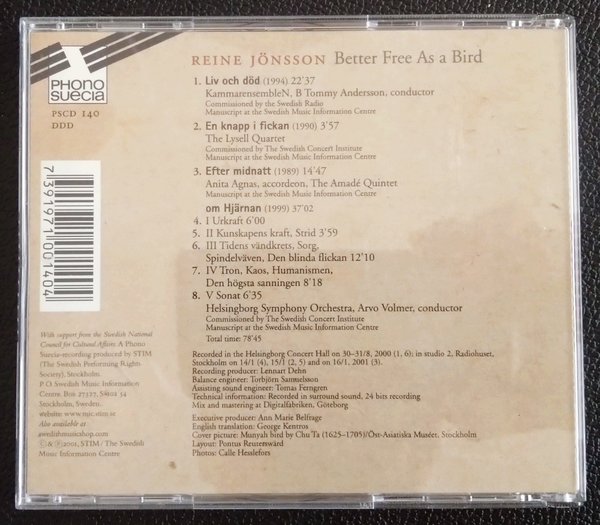 PHONO
SUECIA
PSCD 140
DDD
7 391971 001404
With support from the Swedish National
Council for Cultural Affairs. A Phono
Suecia-recording produced by STIM
(The Swedish Performing Rights
Society), Stockholm
P.O Swedish Music Information
Centre. Box 27327, S-102 54
Stockholm, Sweden.
website: www.mic.stim.se
Also available at
swedishmusicshop.com
© & ℗ 2001, STIM / The Swedish
Music Information Centre
REINE JÖNSSON Better Free As a Bird
1. Liv och död (1994) 22'37
KammarensembleN, B Tommy Andersson, conductor
Commissioned by the Swedish Radio
Manuscript at the Swedish Music Information Centre
2. En knapp i fickan (1990) 3'57
The Lysell Quartet
Commissioned by The Swedish Concert Institute
Manuscript at the Swedish Music Information Centre
3. Efter midnatt (1989) 14'47
Anita Agnas, accordeon, The Amadé Quintet
Manuscript at the Swedish Music Information Centre
om Hjärnan (1999) 37'02
4. I Urkraft 6'00
5. II Kunskapens kraft, Strid 3'59
6. III Tidens vändkrets, Sorg,
Spindelväven, Den blinda flickan 12'10
7. IV Tron, Kaos, Humanismen,
Den högsta sanningen 8'18
8. V Sonat 6'35
Helsingborg Symphony Orchestra, Arvo Volmer, conductor
Commissioned by The Swedish Concert Institute
Manuscript at the Swedish Music Information Centre
Total time: 78'45
Recorded in the Helsingborg Concert Hall on 30–31/8, 2000 (1, 6); in studio 2, Radiohuset,
Stockholm on 14/1 (4), 15/1 (2, 5) and on 16/1, 2001 (3).
Recording producer: Lennart Dehn
Balance engineer: Torbjörn Samuelsson
Assisting sound engineer: Tomas Ferngren
Technical information: Recorded in surround sound, 24 bits recording
Mix and mastering at Digitalfabriken, Göteborg
Executive producer: Ann Marie Belfrage
English translation: George Kentros
Cover picture: Munyah bird by Chu Ta (1625–1705)/Öst-Asiatiska Muséet, Stockholm
Layout: Pontus Reuterswärd
Photos: Calle Hesslefors